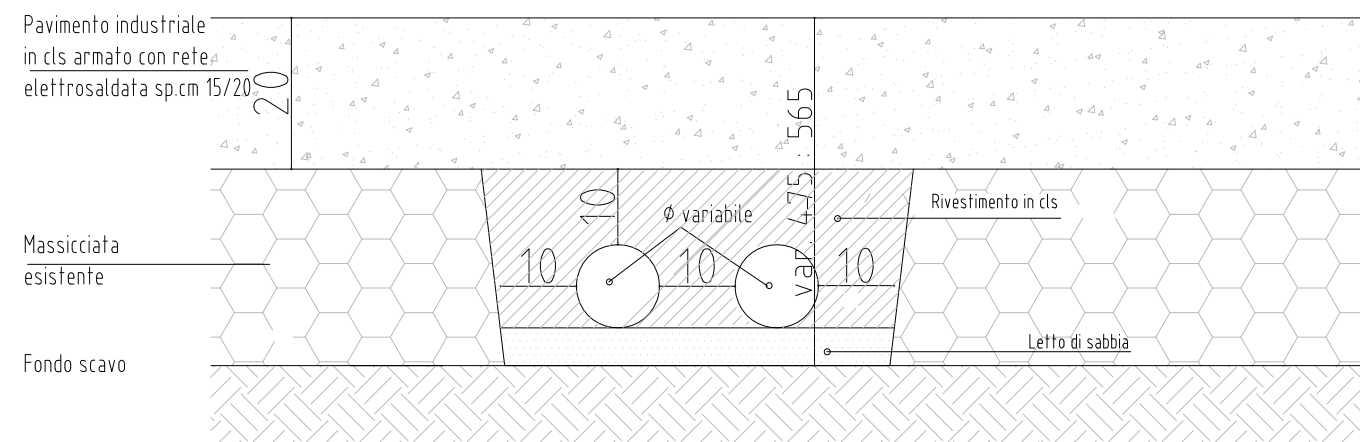 Pavimento industriale
in cls armato con rete
elettrosaldata sp.cm 15/20
20
var. 475 : 565
10
Ø variabile
Rivestimento in cls
10
10
10
Massicciata
esistente
Letto di sabbia
Fondo scavo